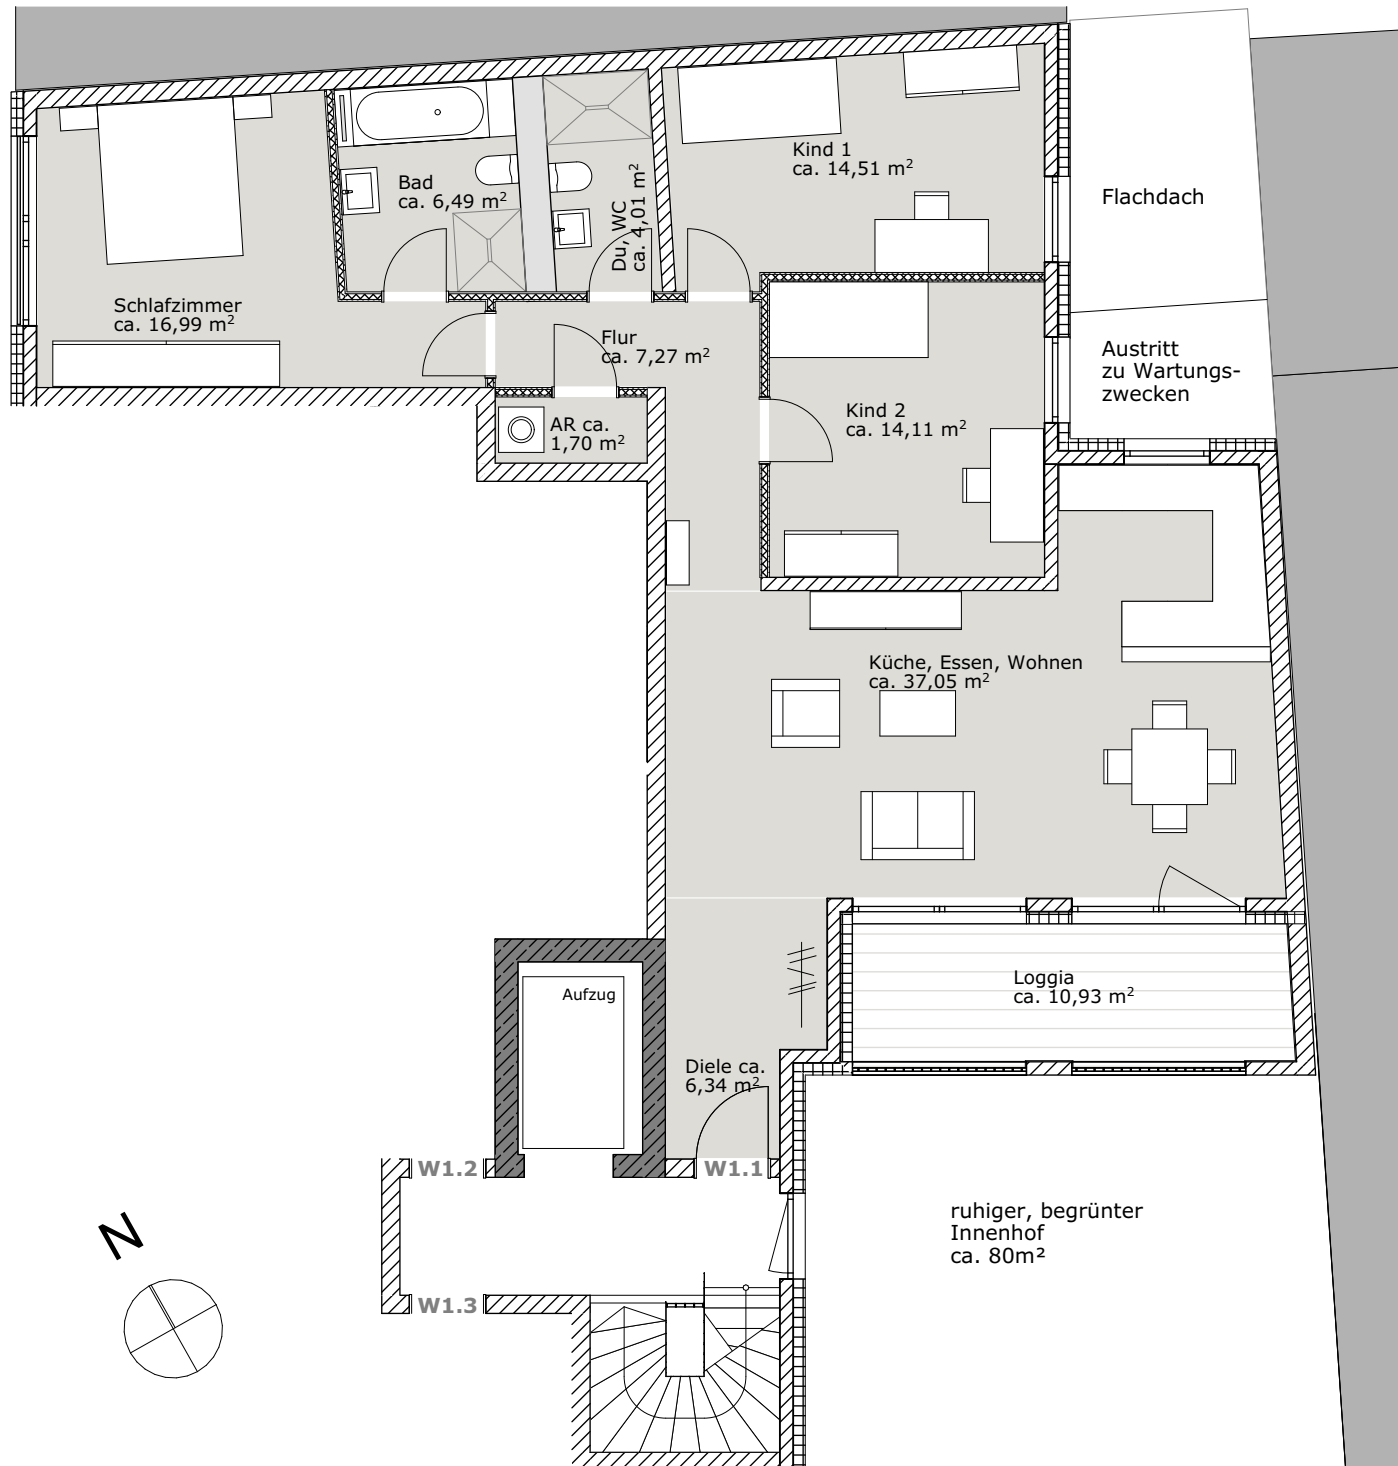 Kind 1
ca. 14,51 m²
Bad
ca. 6,49 m²
Du, WC
ca. 4,01 m²
Flachdach
Schlafzimmer
ca. 16,99 m²
Flur
ca. 7,27 m²
Austritt
zu Wartungs-
zwecken
Kind 2
ca. 14,11 m²
AR ca.
1,70 m²
Küche, Essen, Wohnen
ca. 37,05 m²
Loggia
ca. 10,93 m²
Aufzug
Diele ca.
6,34 m²
W1.2
W1.1
N
ruhiger, begrünter
Innenhof
ca. 80m²
W1.3